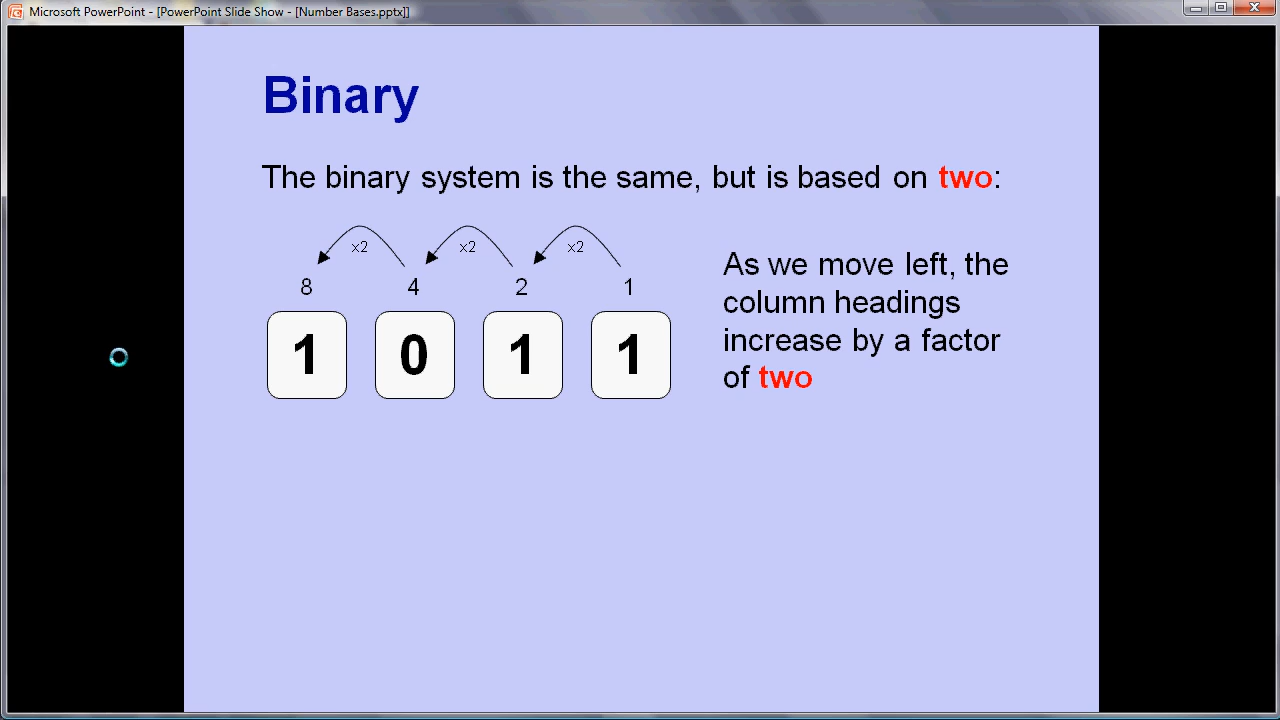 Microsoft PowerPoint - [PowerPoint Slide Show - [Number Bases.pptx]]
Binary
The binary system is the same, but is based on two:
x2 x2 x2
8 4 2 1
1 0 1 1
As we move left, the
column headings
increase by a factor
of two